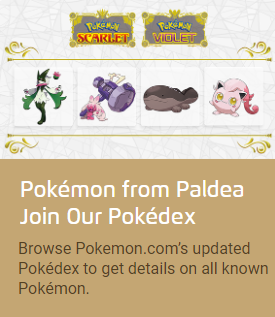 POKÉMON POKÉMON
SCARLET VIOLET
Pokémon from Paldea
Join Our Pokédex
Browse Pokemon.com’s updated
Pokédex to get details on all known
Pokémon.